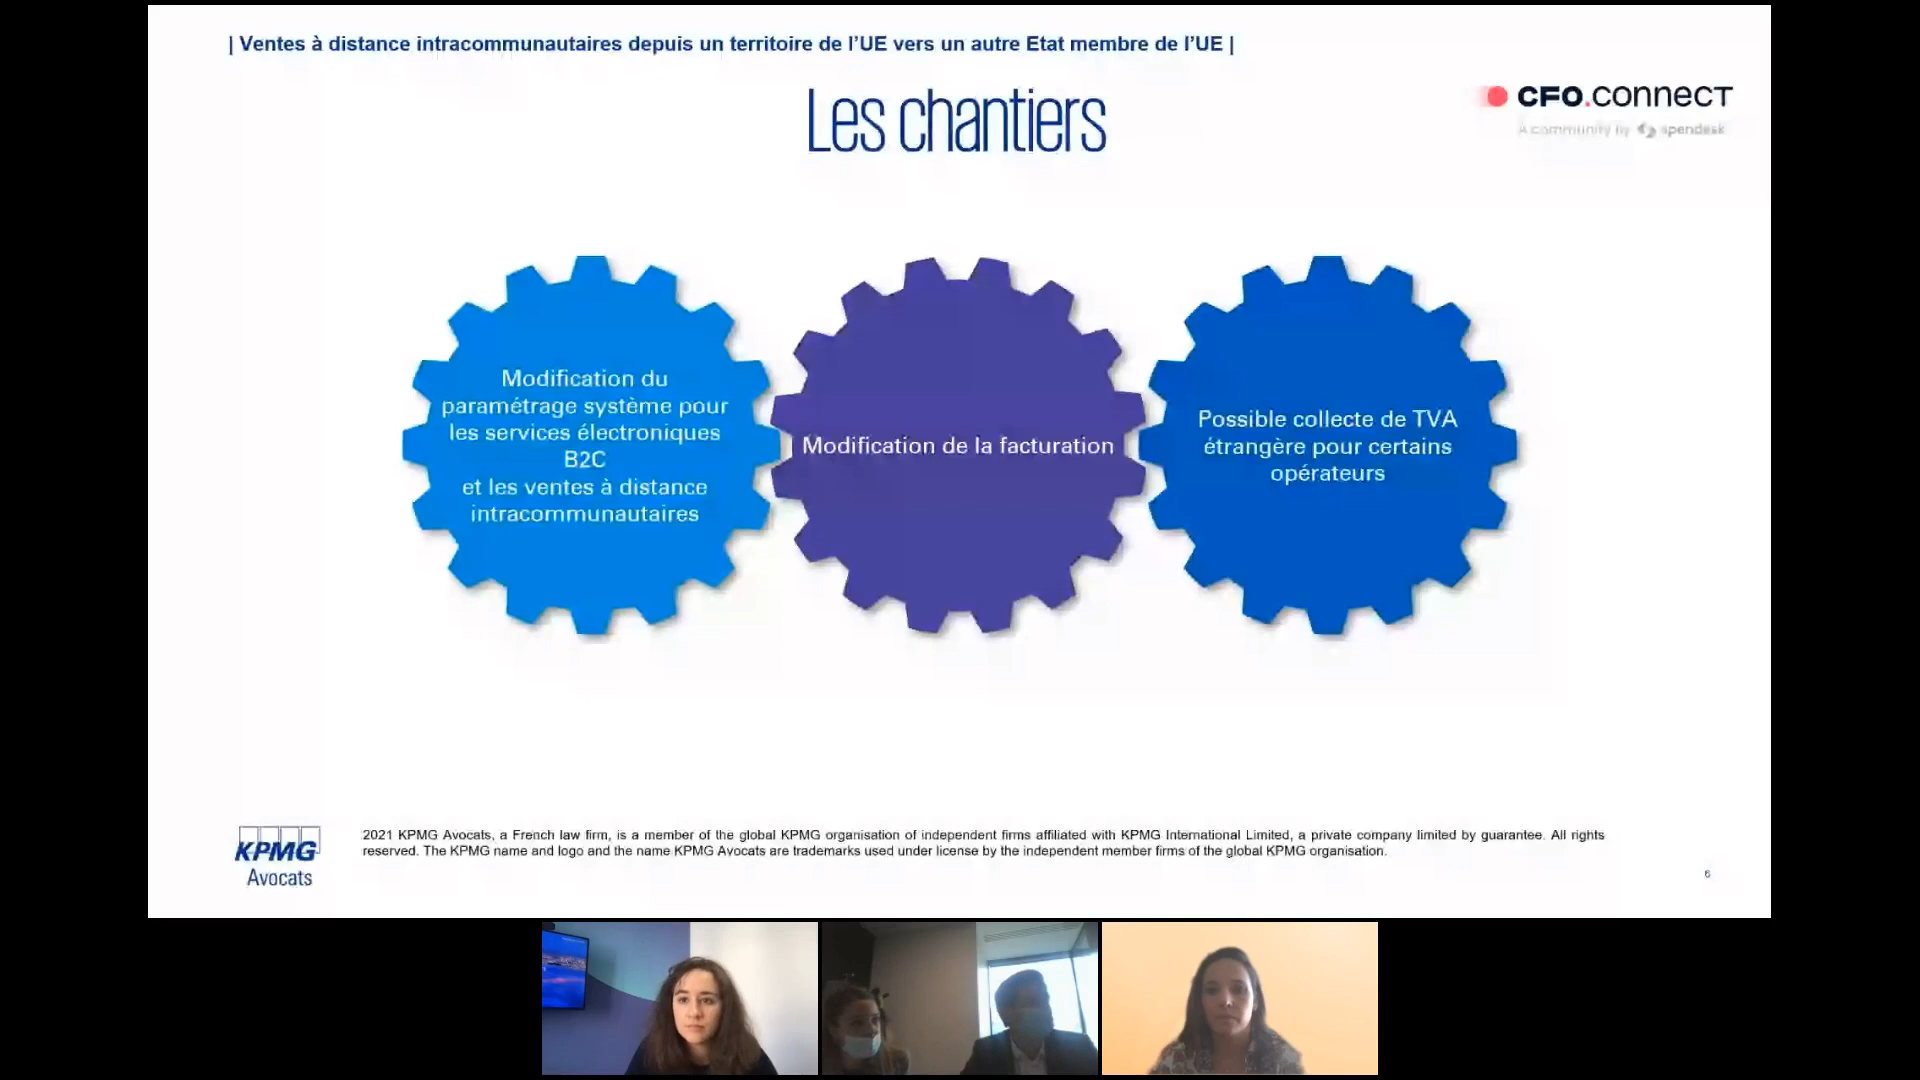 | Ventes à distance intracommunautaires depuis un territoire de l'UE vers un autre Etat membre de l'UE |
Les chantiers
CFO.CONNECT
A community by spendesk
Modification du
paramétrage système pour
les services électroniques
B2C
et les ventes à distance
intracommunautaires
Modification de la facturation
Possible collecte de TVA
étrangère pour certains
opérateurs
KPMG
Avocats
2021 KPMG Avocats, a French law firm, is a member of the global KPMG organisation of independent firms affiliated with KPMG International Limited, a private company limited by guarantee. All rights
reserved. The KPMG name and logo and the name KPMG Avocats are trademarks used under license by the independent member firms of the global KPMG organisation.
6